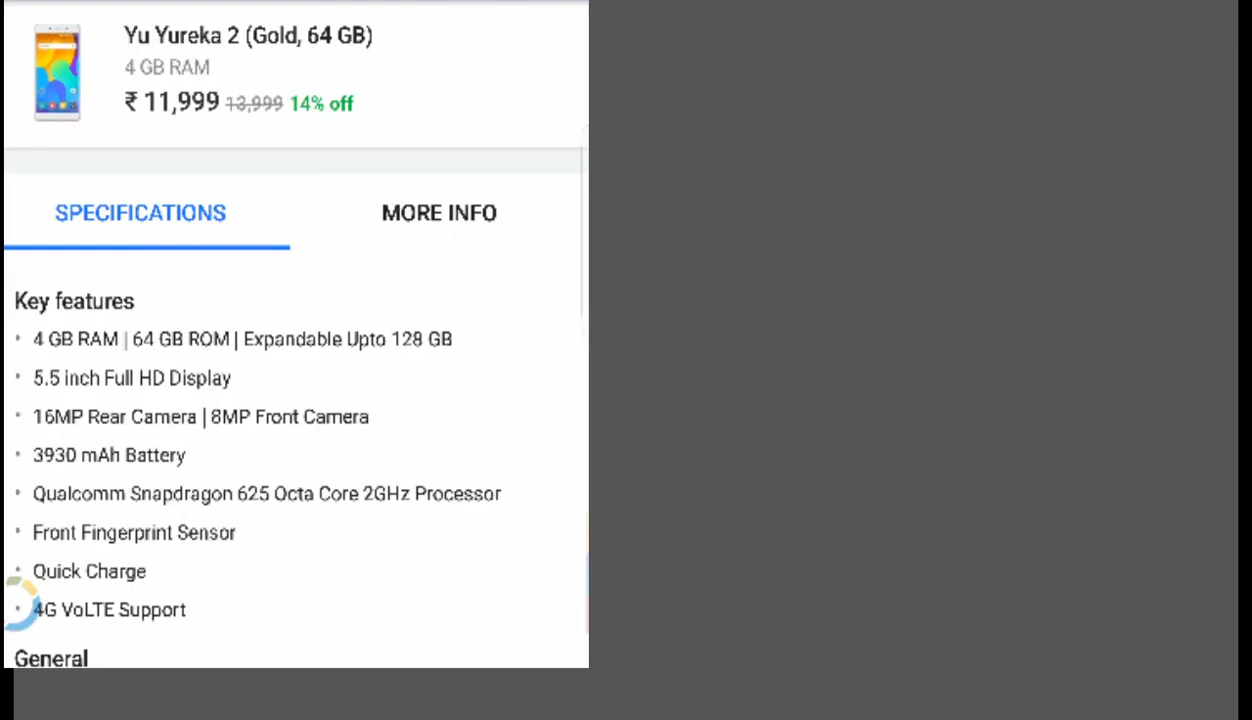 Yu Yureka 2 (Gold, 64 GB)
4 GB RAM
₹ 11,999 13,999 14% off
SPECIFICATIONS MORE INFO
Key features
• 4 GB RAM | 64 GB ROM | Expandable Upto 128 GB
• 5.5 inch Full HD Display
• 16MP Rear Camera | 8MP Front Camera
• 3930 mAh Battery
• Qualcomm Snapdragon 625 Octa Core 2GHz Processor
• Front Fingerprint Sensor
• Quick Charge
• 4G VoLTE Support
General